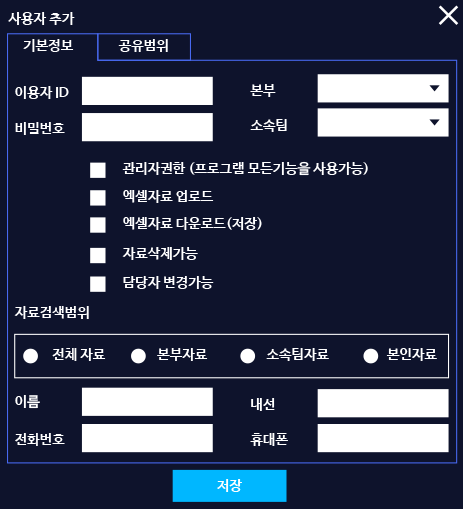 사용자 추가
기본정보 공유범위
이용자 ID 본부
비밀번호 소속팀
관리자권한 (프로그램 모든기능을 사용가능)
엑셀자료 업로드
엑셀자료 다운로드(저장)
자료삭제가능
담당자 변경가능
자료검색범위
전체 자료 본부자료 소속팀자료 본인자료
이름 내선
전화번호 휴대폰
저장